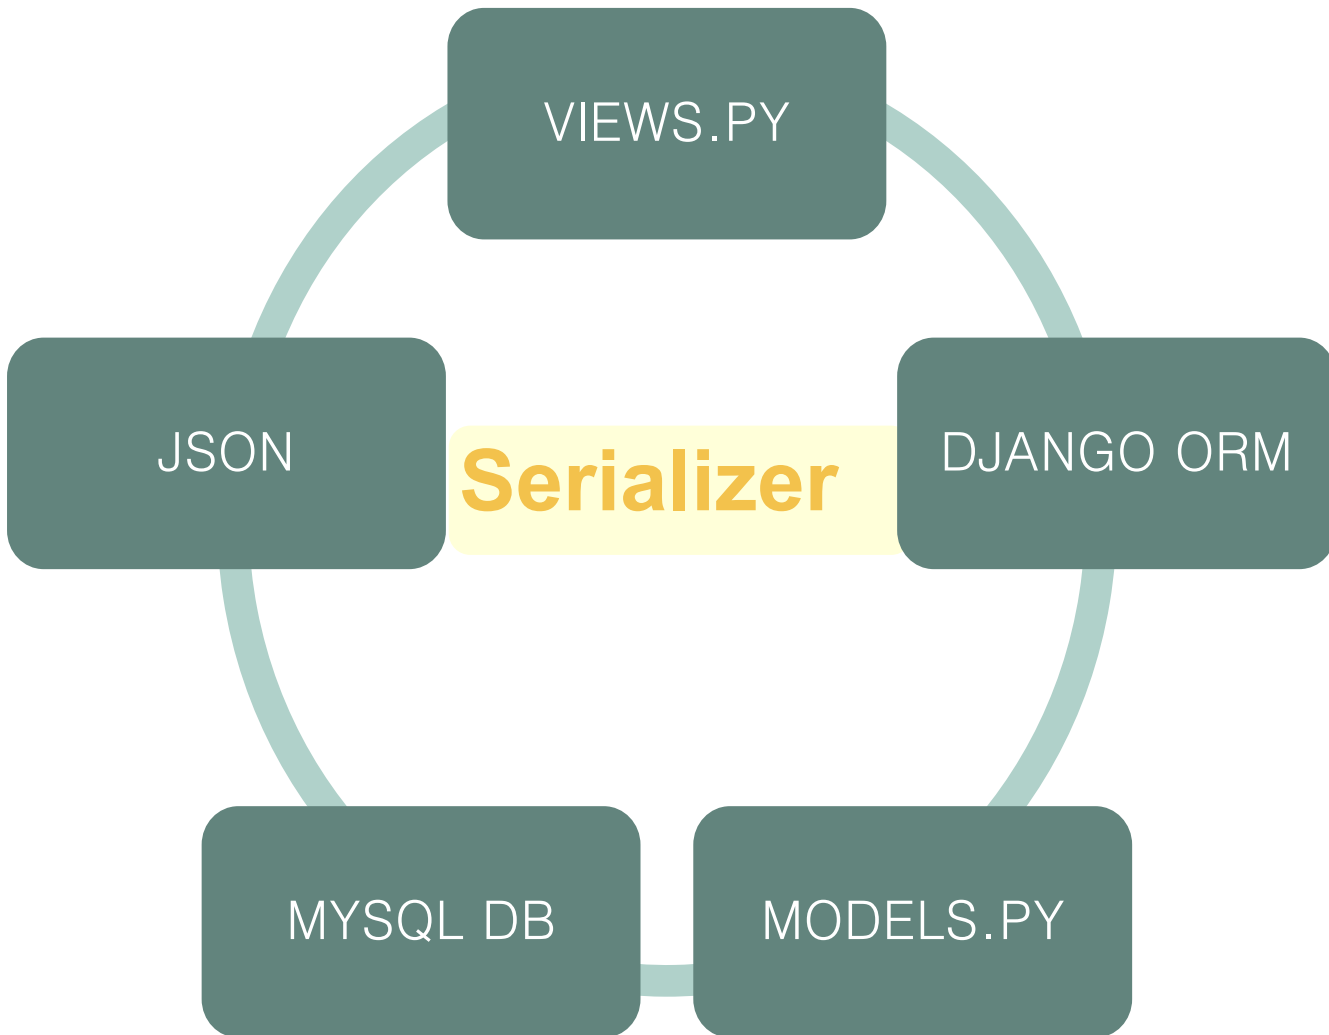 VIEWS.PY
JSON
Serializer
DJANGO ORM
MYSQL DB
MODELS.PY